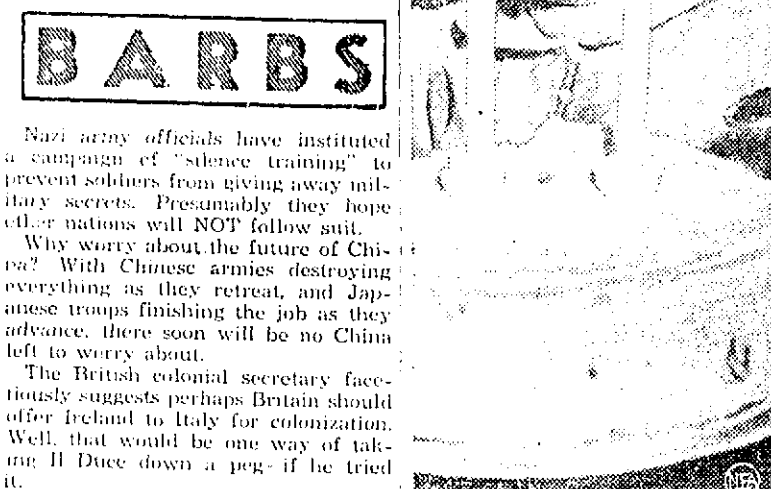 BARBS
Nazi army officials have instituted
a campaign of "silence training" to
prevent soldiers from giving away mil-
itary secrets. Presumably they hope
other nations will NOT follow suit.
Why worry about the future of Chi-
na? With Chinese armies destroying
everything as they retreat, and Jap-
anese troops finishing the job as they
advance, there soon will be no China
left to worry about.
The British colonial secretary face-
tiously suggests perhaps Britain should
offer Ireland to Italy for colonization.
Well, that would be one way of tak-
ing Il Duce down a peg- if he tried
it.